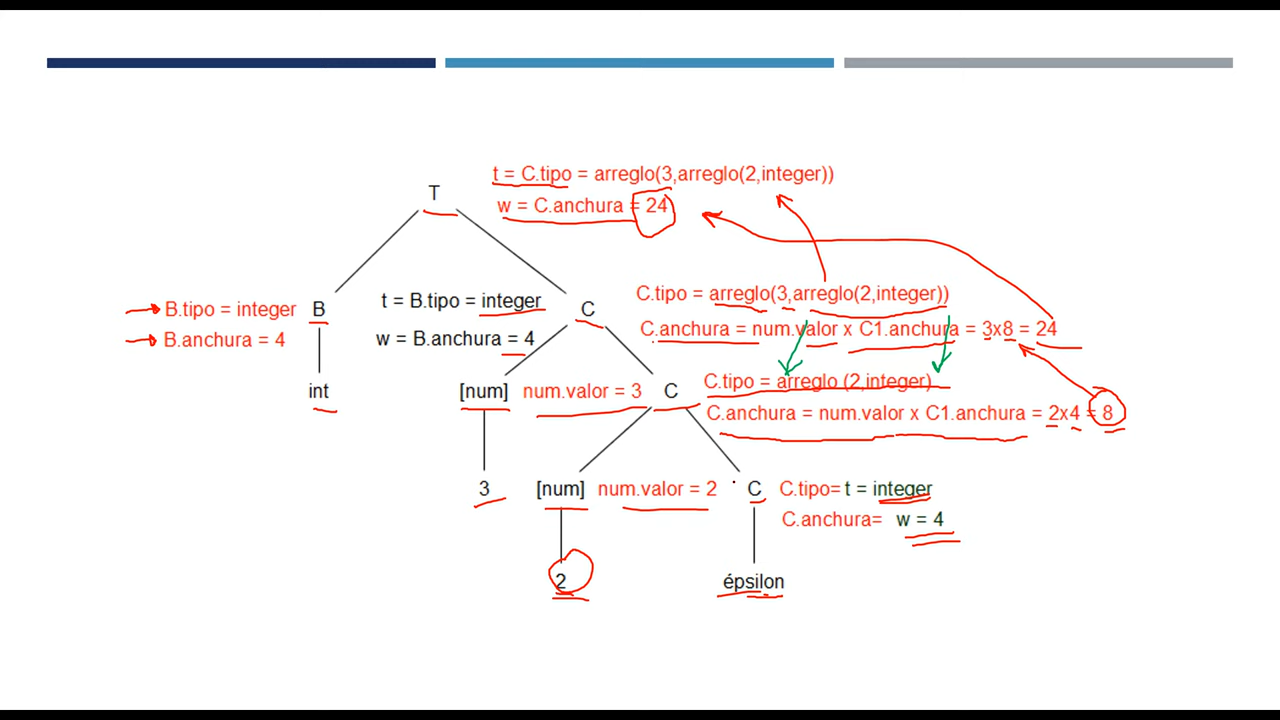 t = C.tipo = arreglo(3,arreglo(2,integer))
T
w = C.anchura = 24
C.tipo = arreglo(3,arreglo(2,integer))
B.tipo = integer B t = B.tipo = integer C
C.anchura = num.valor x C1.anchura = 3x8 = 24
B.anchura = 4 w = B.anchura = 4
C.tipo = arreglo (2,integer)
int [num] num.valor = 3 C
C.anchura = num.valor x C1.anchura = 2x4 = 8
3 [num] num.valor = 2 C C.tipo= t = integer
C.anchura= w = 4
2 épsilon